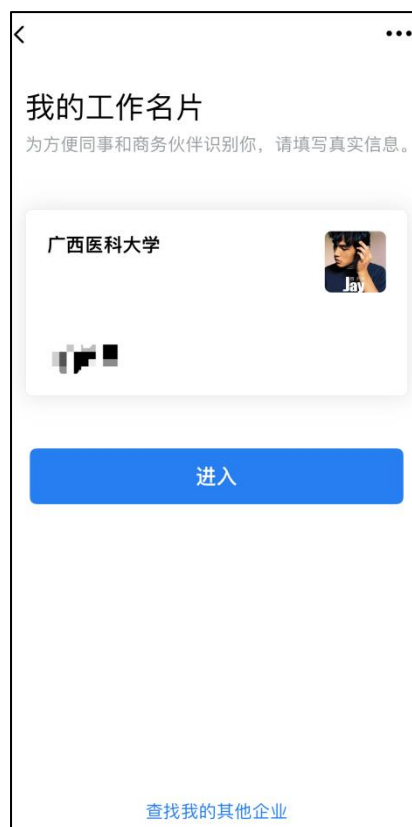 我的工作名片
为方便同事和商务伙伴识别你，请填写真实信息。
广西医科大学
Jay
进入
查找我的其他企业